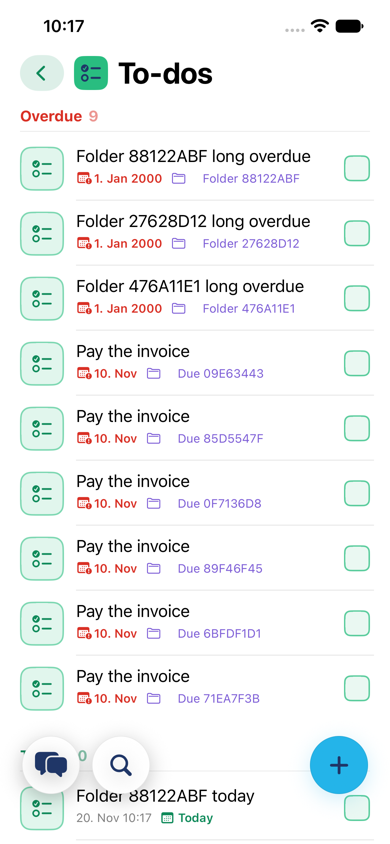 10:17
To-dos
Overdue 9
Folder 88122ABF long overdue
1. Jan 2000 Folder 88122ABF
Folder 27628D12 long overdue
1. Jan 2000 Folder 27628D12
Folder 476A11E1 long overdue
1. Jan 2000 Folder 476A11E1
Pay the invoice
10. Nov Due 09E63443
Pay the invoice
10. Nov Due 85D5547F
Pay the invoice
10. Nov Due 0F7136D8
Pay the invoice
10. Nov Due 89F46F45
Pay the invoice
10. Nov Due 6BFDF1D1
Pay the invoice
10. Nov Due 71EA7F3B
Folder 88122ABF today
20. Nov 10:17 Today